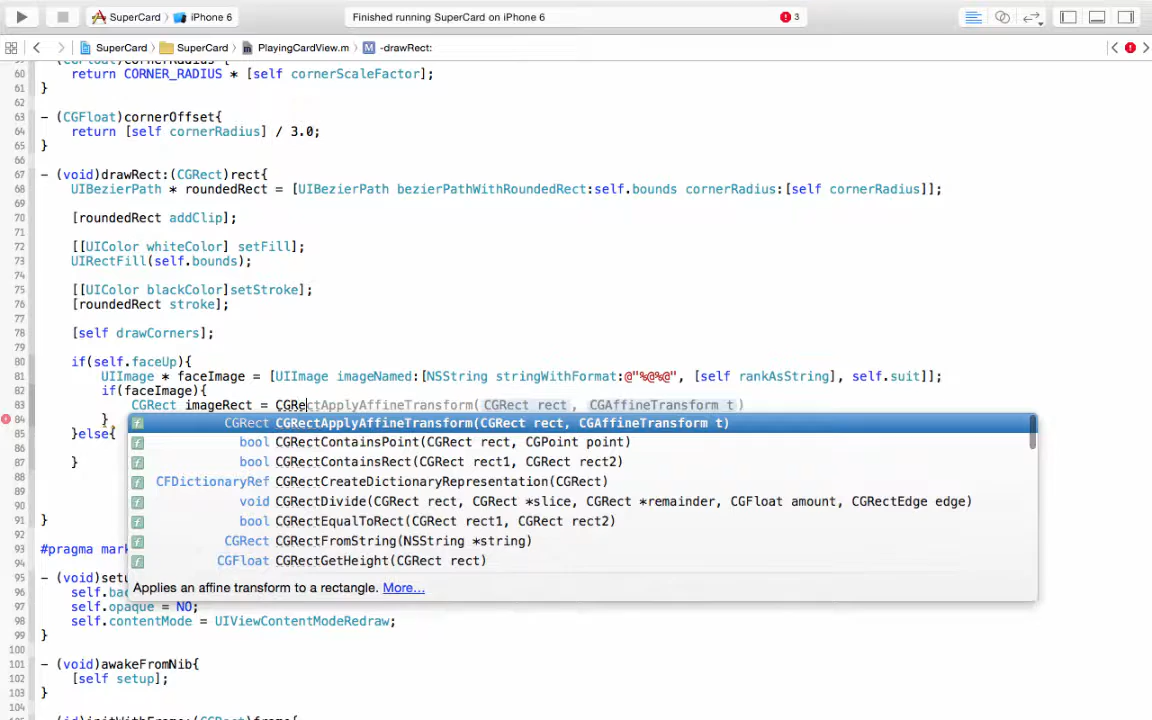 SuperCard › iPhone 6
Finished running SuperCard on iPhone 6
3
SuperCard › SuperCard › PlayingCardView.m › M -drawRect:
60 return CORNER_RADIUS * [self cornerScaleFactor];
61 }
62
63 - (CGFloat)cornerOffset{
64 return [self cornerRadius] / 3.0;
65 }
66
67 - (void)drawRect:(CGRect)rect{
68 UIBezierPath * roundedRect = [UIBezierPath bezierPathWithRoundedRect:self.bounds cornerRadius:[self cornerRadius]];
69
70 [roundedRect addClip];
71
72 [[UIColor whiteColor] setFill];
73 UIRectFill(self.bounds);
74
75 [[UIColor blackColor]setStroke];
76 [roundedRect stroke];
77
78 [self drawCorners];
79
80 if(self.faceUp){
81 UIImage * faceImage = [UIImage imageNamed:[NSString stringWithFormat:@"%@%@", [self rankAsString], self.suit]];
82 if(faceImage){
83 CGRect imageRect = CGRectApplyAffineTransform(CGRect rect, CGAffineTransform t)
84 }
f CGRect CGRectApplyAffineTransform(CGRect rect, CGAffineTransform t)
85 }else{
f bool CGRectContainsPoint(CGRect rect, CGPoint point)
86
87 }
f bool CGRectContainsRect(CGRect rect1, CGRect rect2)
88
f CFDictionaryRef CGRectCreateDictionaryRepresentation(CGRect)
89
f void CGRectDivide(CGRect rect, CGRect *slice, CGRect *remainder, CGFloat amount, CGRectEdge edge)
90
91 }
f bool CGRectEqualToRect(CGRect rect1, CGRect rect2)
92
f CGRect CGRectFromString(NSString *string)
93 #pragma mark
94
f CGFloat CGRectGetHeight(CGRect rect)
95 - (void)setu
Applies an affine transform to a rectangle. More...
96 self.bac
97 self.opaque = NO;
98 self.contentMode = UIViewContentModeRedraw;
99 }
100
101 - (void)awakeFromNib{
102 [self setup];
103 }
104
- (id)initWithFrame:(CGRect)frame{